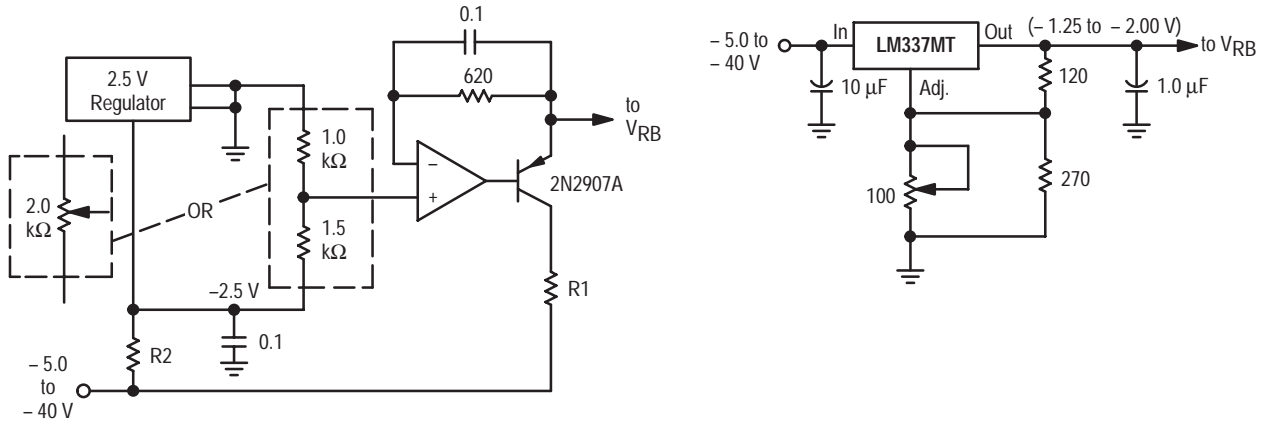 0.1
620
2.5 V
Regulator
to
VRB
1.0
kΩ
2N2907A
2.0
kΩ
OR
1.5
kΩ
–
+
–2.5 V
R1
0.1
R2
– 5.0
to
– 40 V
– 5.0 to
– 40 V
In
LM337MT
Out
(– 1.25 to – 2.00 V)
to VRB
10 µF
Adj.
120
1.0 µF
100
270